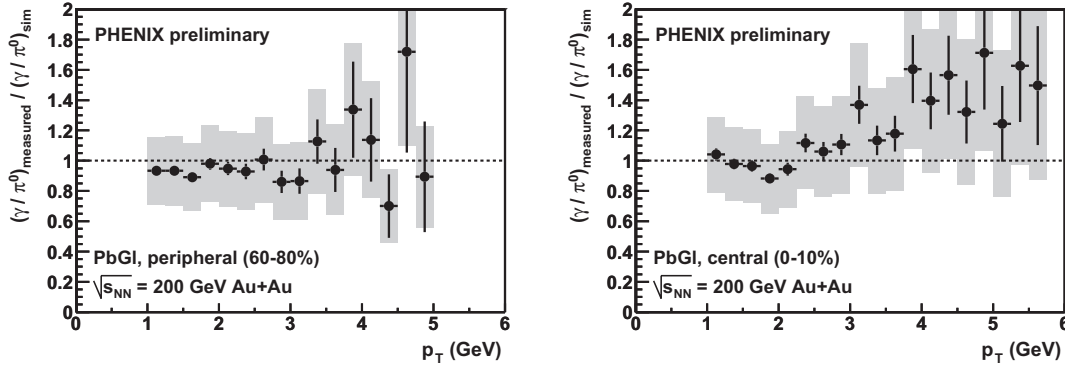 (γ / π⁰)measured / (γ / π⁰)sim
2
1.8
1.6
1.4
1.2
1
0.8
0.6
0.4
0.2
0
PHENIX preliminary
PbGl, peripheral (60-80%)
√sNN = 200 GeV Au+Au
0 1 2 3 4 5 6
pT (GeV)
(γ / π⁰)measured / (γ / π⁰)sim
2
1.8
1.6
1.4
1.2
1
0.8
0.6
0.4
0.2
0
PHENIX preliminary
PbGl, central (0-10%)
√sNN = 200 GeV Au+Au
0 1 2 3 4 5 6
pT (GeV)